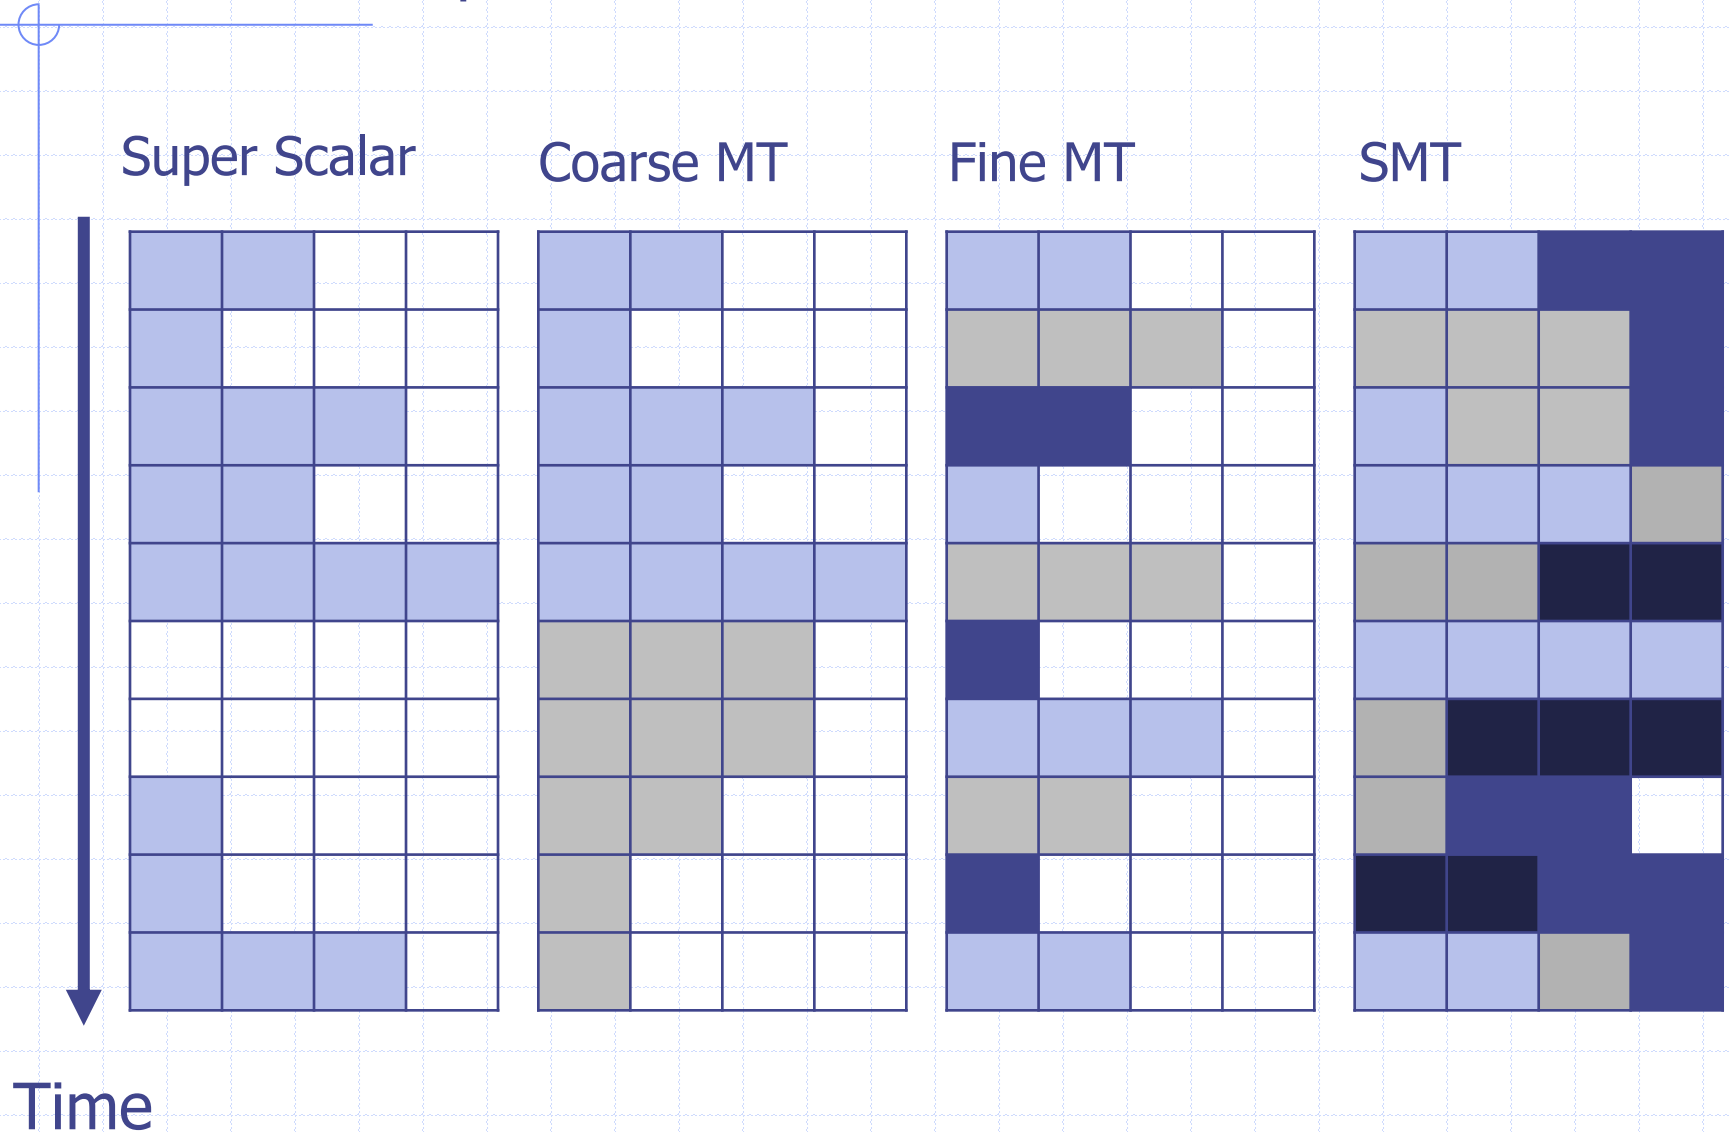 Super Scalar
Coarse MT
Fine MT
SMT
Time